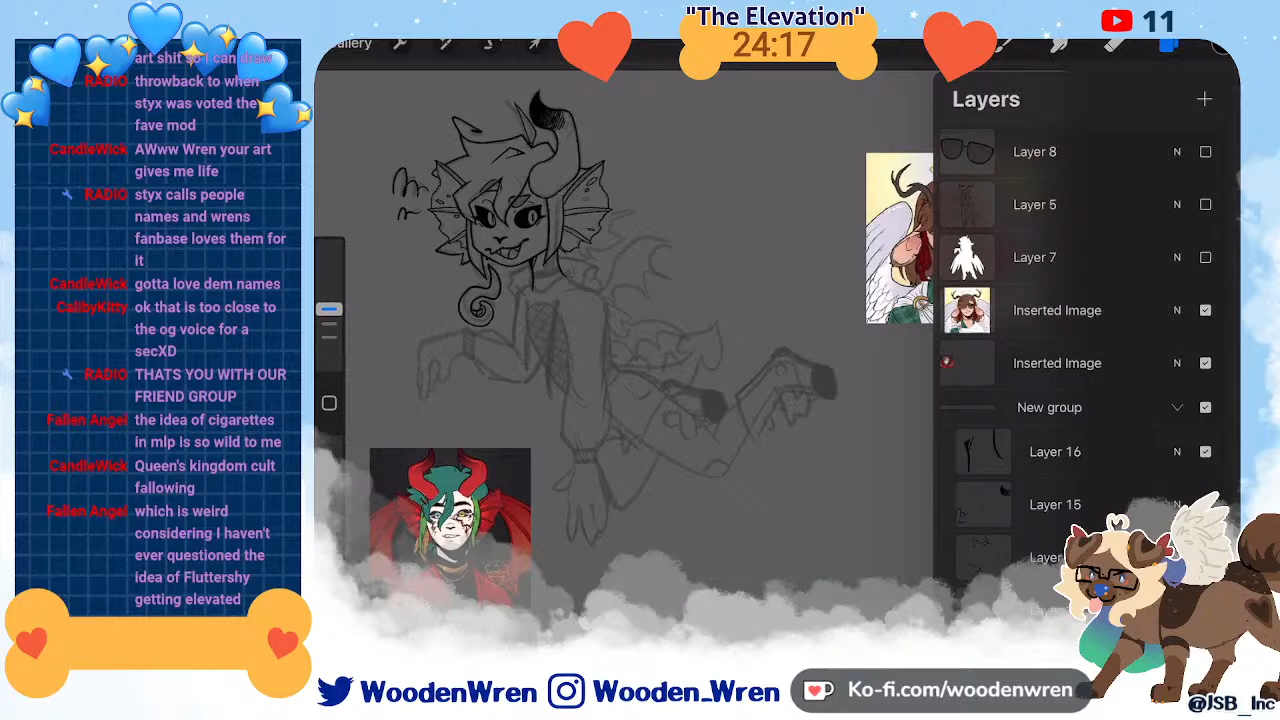 "The Elevation"
24:17
11
art shit so I can draw
RADIO throwback to when
styx was voted the
fave mod
CandleWick AWww Wren your art
gives me life
RADIO styx calls people
names and wrens
fanbase loves them for
it
CandleWick gotta love dem names
CalibyKitty ok that is too close to
the og voice for a
secXD
RADIO THATS YOU WITH OUR
FRIEND GROUP
Fallen Angel the idea of cigarettes
in mlp is so wild to me
CandleWick Queen's kingdom cult
fallowing
Fallen Angel which is weird
considering I haven't
ever questioned the
idea of Fluttershy
getting elevated
Layers
Layer 8 N
Layer 5 N
Layer 7 N
Inserted Image N
Inserted Image N
New group
Layer 16 N
Layer 15 N
WoodenWren
Wooden_Wren
Ko-fi.com/woodenwren
@JSB_Inc